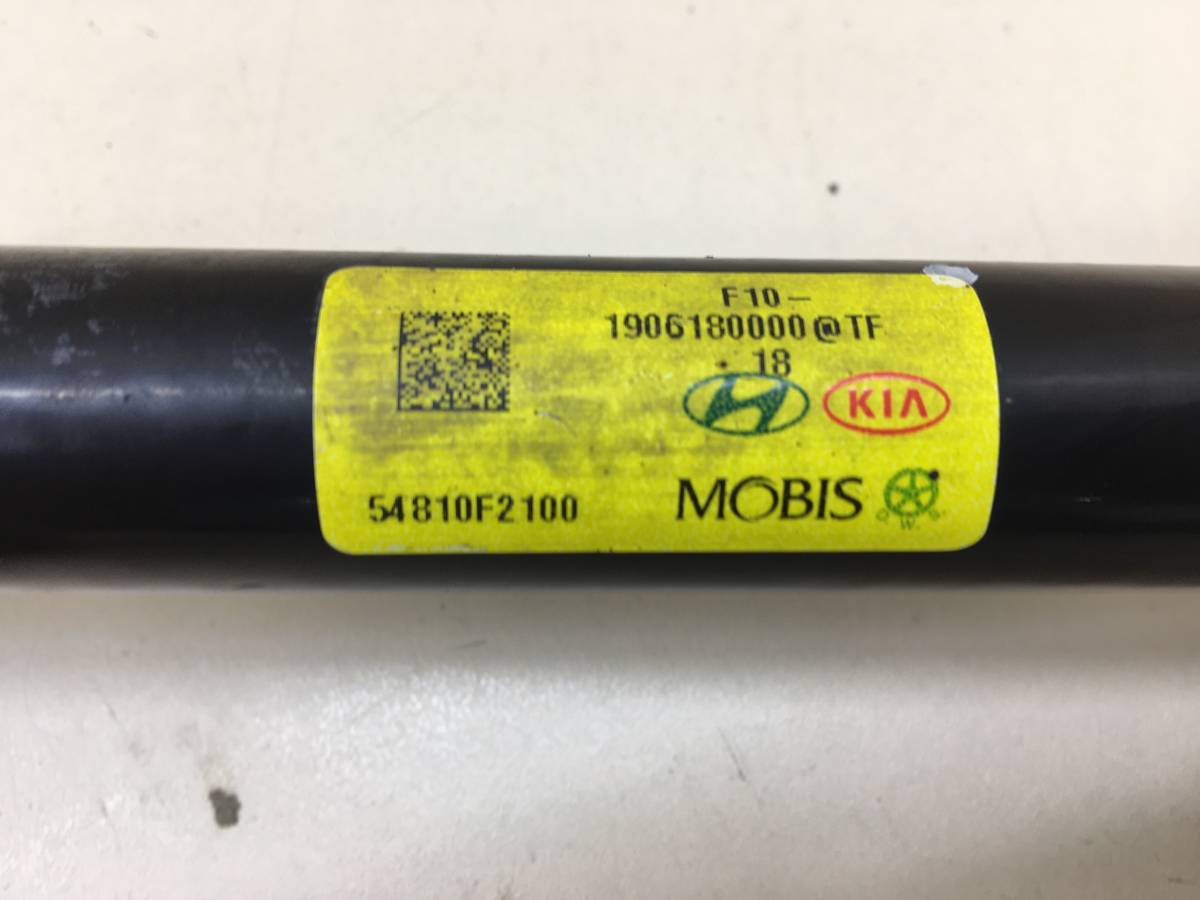 F10-
1906180000@TF
18
KIA
54810F2100
MOBIS
D.W.S.